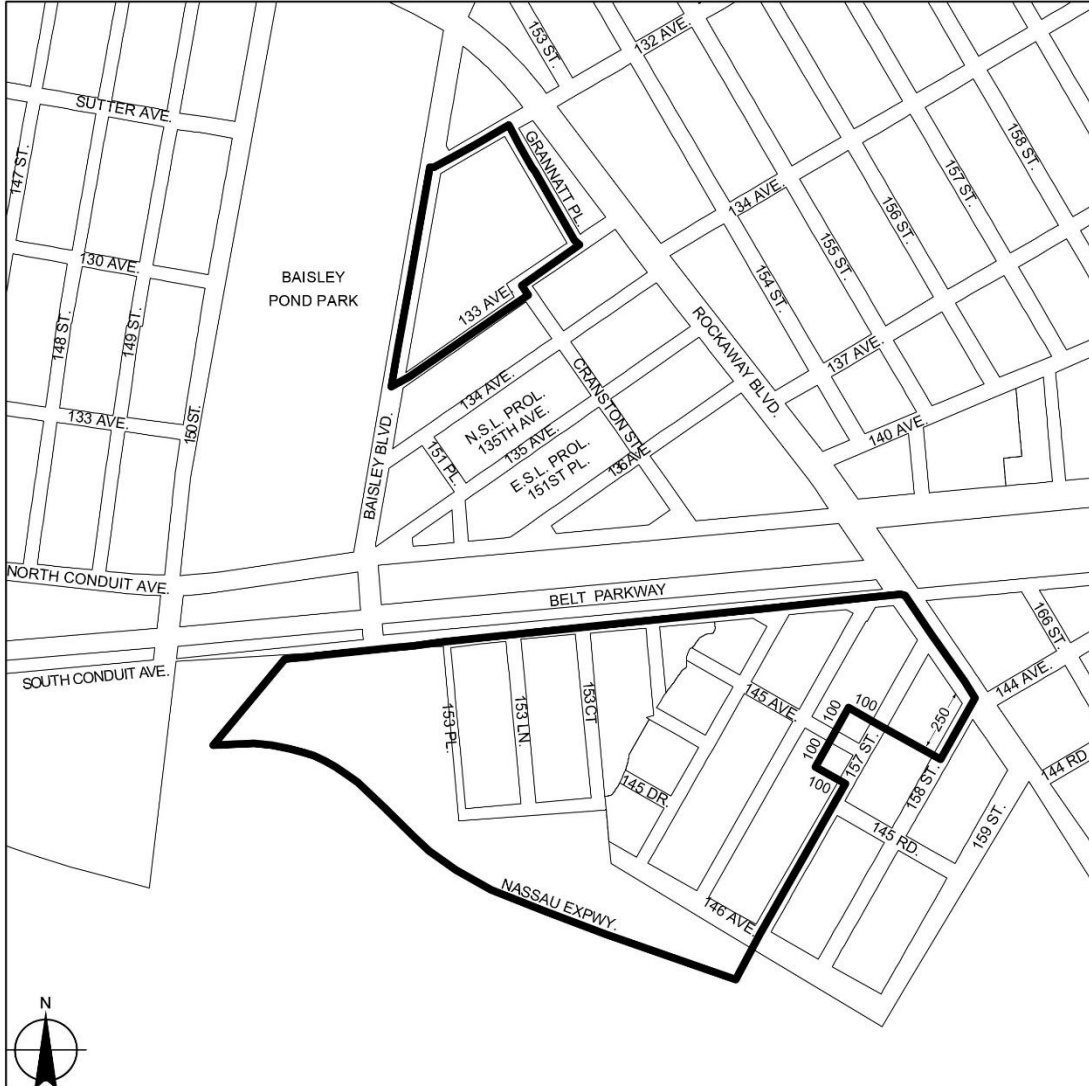 153 ST.
132 AVE.
SUTTER AVE.
147 ST.
GRANNATT PL.
158 ST.
157 ST.
156 ST.
134 AVE.
155 ST.
154 ST.
130 AVE.
BAISLEY
POND PARK
148 ST.
149 ST.
133 AVE.
ROCKAWAY BLVD.
137 AVE.
134 AVE.
CRANSTON ST.
133 AVE.
150 ST.
N.S.L. PROL.
135TH AVE.
140 AVE.
135 AVE.
151 PL.
E.S.L. PROL.
151ST PL.
136 AVE
BAISLEY BLVD.
NORTH CONDUIT AVE.
BELT PARKWAY
166 ST.
SOUTH CONDUIT AVE.
144 AVE.
145 AVE.
153 PL.
153 LN.
153 CT
100
100
250
100
100
157 ST.
158 ST.
144 RD.
145 DR.
159 ST.
145 RD.
NASSAU EXPWY.
146 AVE.
N